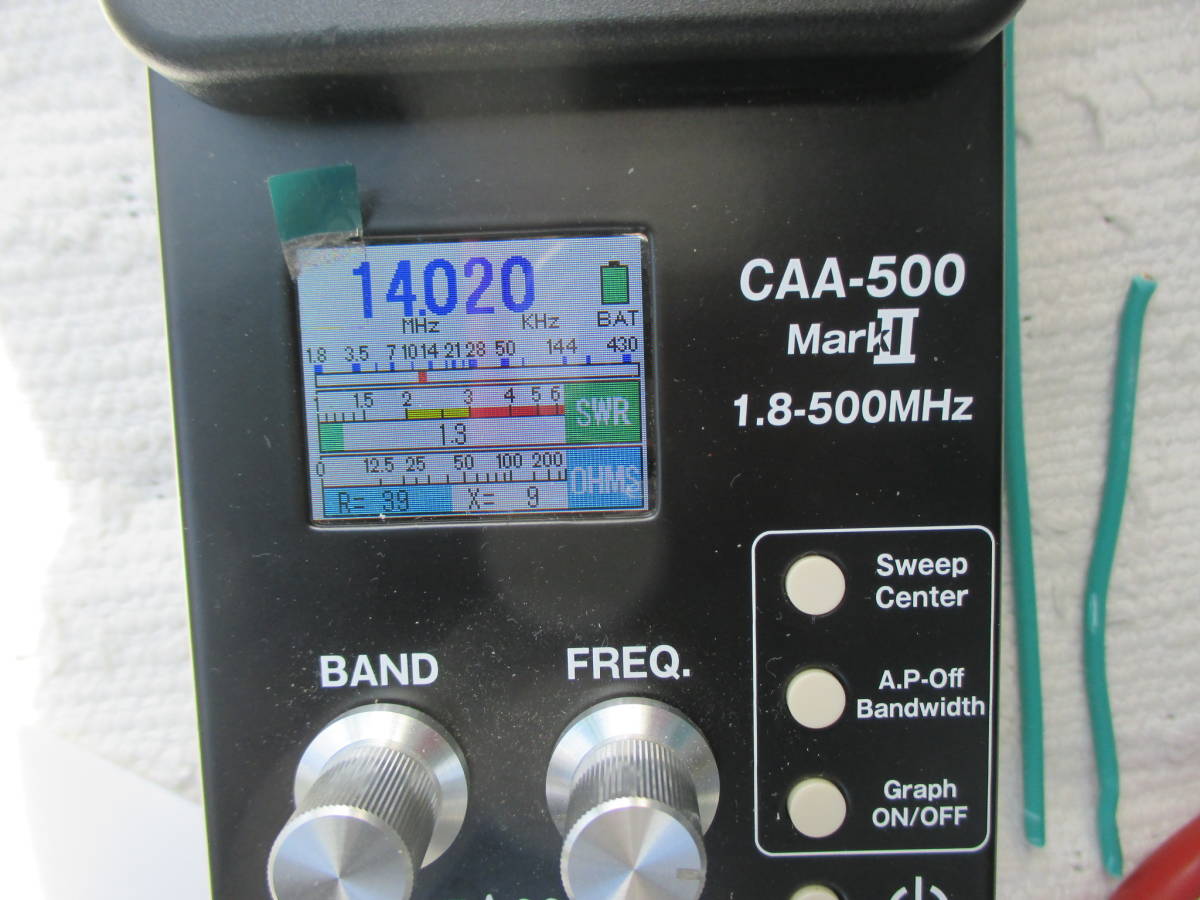 14.020
MHz KHz BAT
1.8 3.5 7 10 14 21 28 50 144 430
1 1.5 2 3 4 5 6
SWR
1.3
0 12.5 25 50 100 200
OHMS
R= 39 X= 9
CAA-500
Mark II
1.8-500MHz
BAND
FREQ.
Sweep
Center
A.P-Off
Bandwidth
Graph
ON/OFF